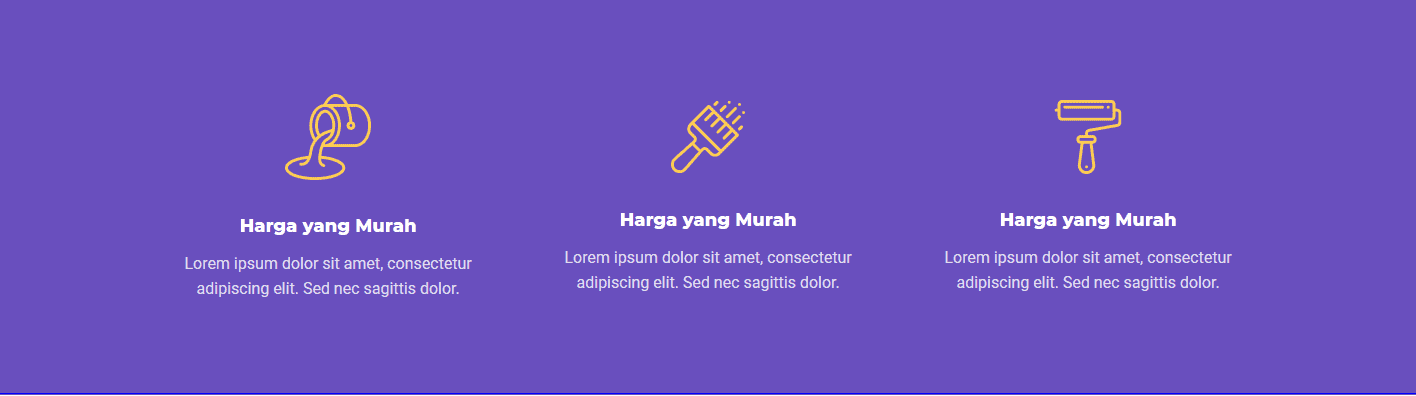 Harga yang Murah
Lorem ipsum dolor sit amet, consectetur
adipiscing elit. Sed nec sagittis dolor.
Harga yang Murah
Lorem ipsum dolor sit amet, consectetur
adipiscing elit. Sed nec sagittis dolor.
Harga yang Murah
Lorem ipsum dolor sit amet, consectetur
adipiscing elit. Sed nec sagittis dolor.